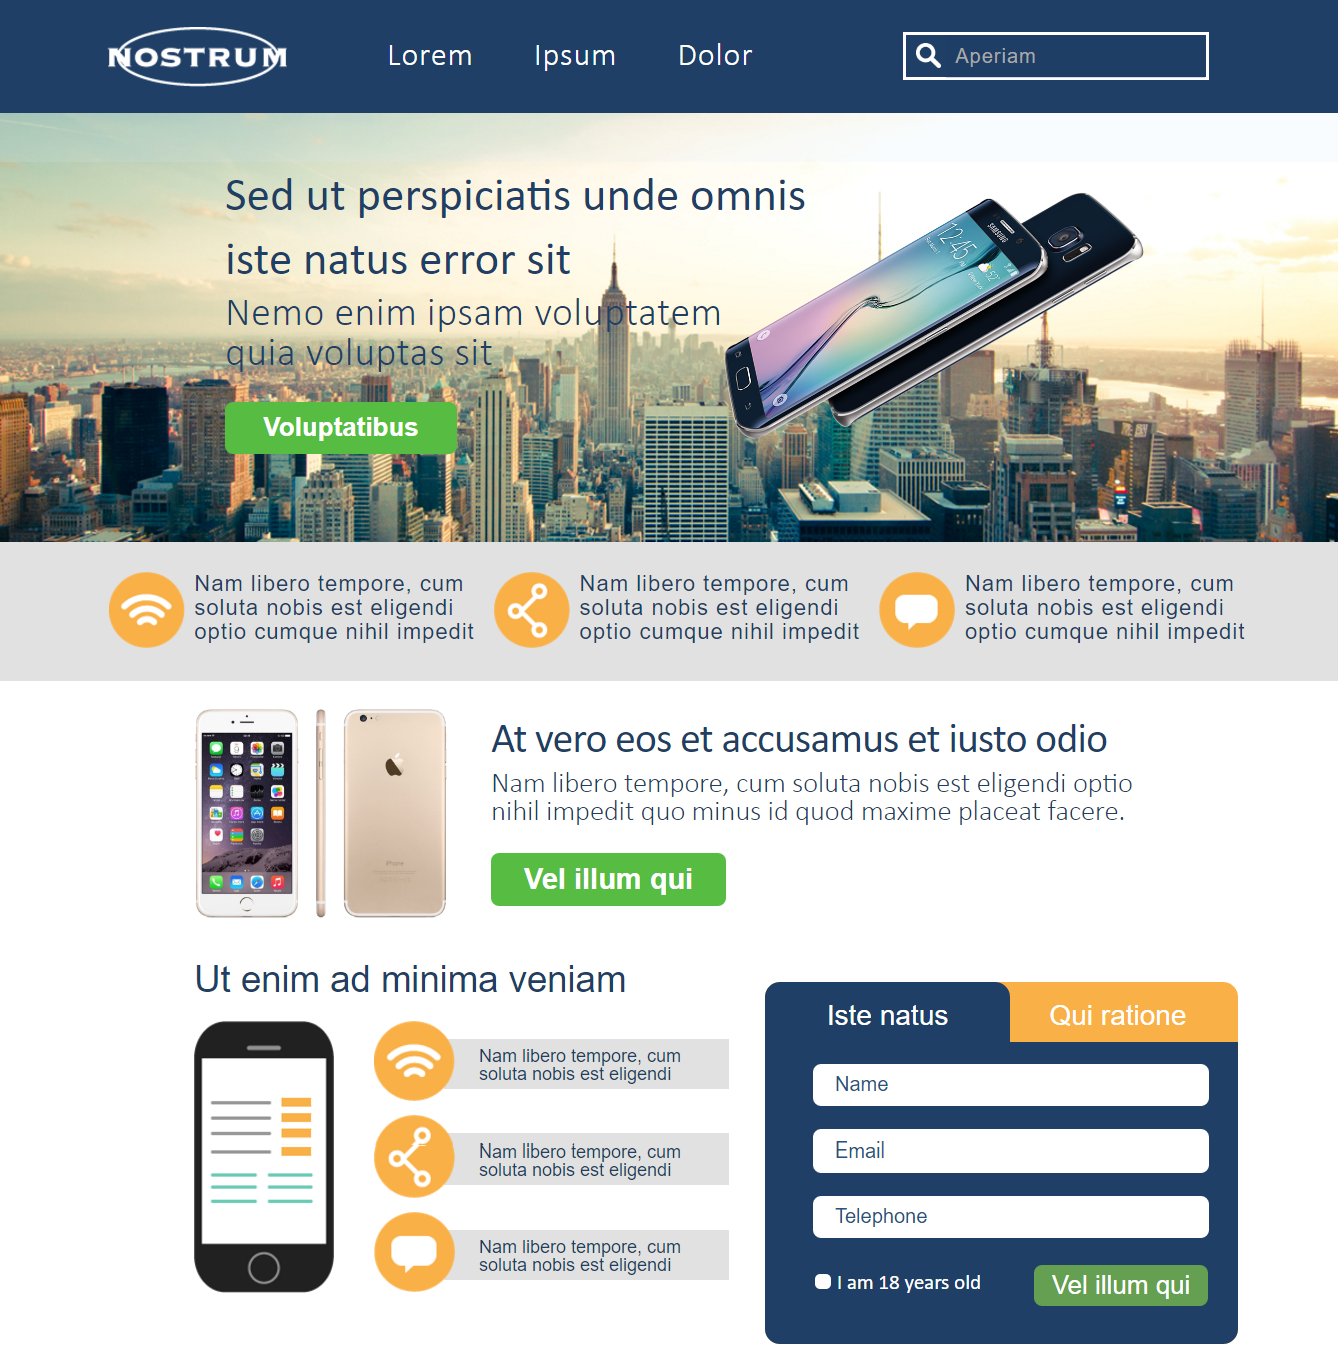 NOSTRUM
Lorem
Ipsum
Dolor
Aperiam
Sed ut perspiciatis unde omnis
iste natus error sit
Nemo enim ipsam voluptatem
quia voluptas sit
Voluptatibus
SAMSUNG
12:45
52°
Nam libero tempore, cum
soluta nobis est eligendi
optio cumque nihil impedit
Nam libero tempore, cum
soluta nobis est eligendi
optio cumque nihil impedit
Nam libero tempore, cum
soluta nobis est eligendi
optio cumque nihil impedit
iPhone
At vero eos et accusamus et iusto odio
Nam libero tempore, cum soluta nobis est eligendi optio
nihil impedit quo minus id quod maxime placeat facere.
Vel illum qui
Ut enim ad minima veniam
Nam libero tempore, cum
soluta nobis est eligendi
Nam libero tempore, cum
soluta nobis est eligendi
Nam libero tempore, cum
soluta nobis est eligendi
Iste natus
Qui ratione
Name
Email
Telephone
I am 18 years old
Vel illum qui